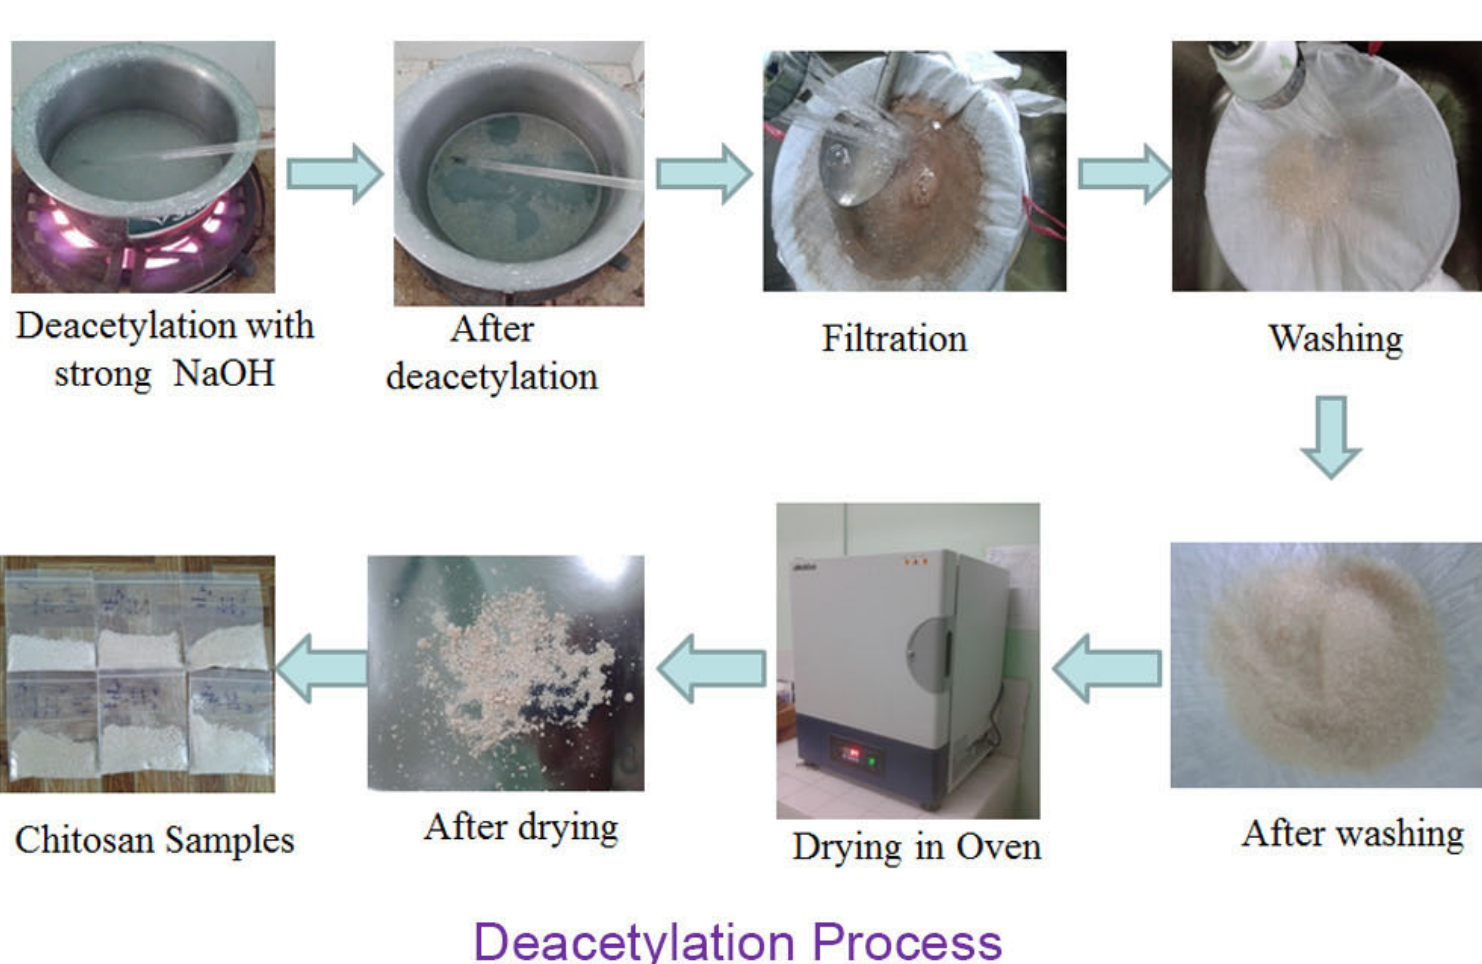 Deacetylation with
strong NaOH
After
deacetylation
Filtration
Washing
Chitosan Samples
After drying
Drying in Oven
After washing
Deacetylation Process